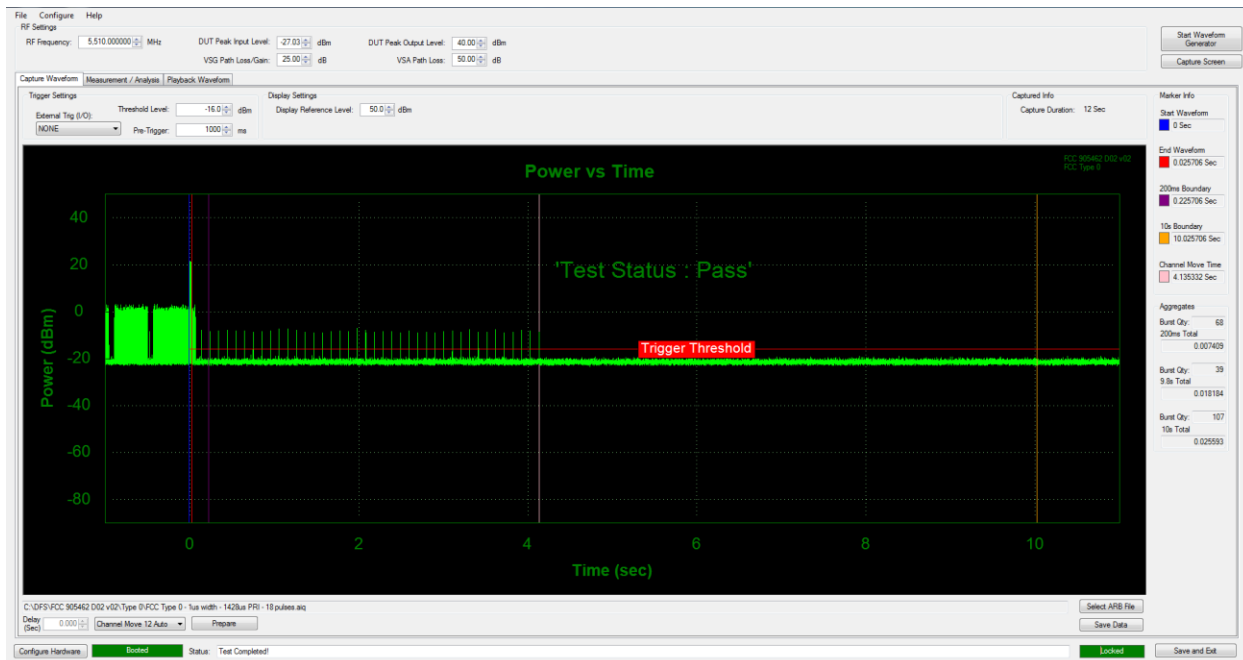 File Configure Help
RF Settings
RF Frequency: 5,510.000000 MHz DUT Peak Input Level: -27.03 dBm DUT Peak Output Level: 40.00 dBm
VSG Path Loss/Gain: 25.00 dB VSA Path Loss: 50.00 dB
Start Waveform Generator
Capture Screen
Capture Waveform Measurement / Analysis Playback Waveform
Trigger Settings
External Trig (I/O): Threshold Level: -16.0 dBm
NONE Pre-Trigger: 1000 ms
Display Settings
Display Reference Level: 50.0 dBm
Captured Info
Capture Duration: 12 Sec
Marker Info
Start Waveform
0 Sec
End Waveform
0.025706 Sec
200ms Boundary
0.225706 Sec
10s Boundary
10.025706 Sec
Channel Move Time
4.135332 Sec
Aggregates
Burst Qty: 68
200ms Total
0.007409
Burst Qty: 39
9.8s Total
0.018184
Burst Qty: 107
10s Total
0.025593
Power vs Time
FCC 905462 D02 v02
FCC Type 0
'Test Status : Pass'
Trigger Threshold
Power (dBm)
40
20
0
-20
-40
-60
-80
0 2 4 6 8 10
Time (sec)
C:\DFS\FCC 905462 D02 v02\Type 0\FCC Type 0 - 1us width - 1428us PRI - 18 pulses.aiq
Select ARB File
Delay (Sec) 0.000 Channel Move 12 Auto Prepare
Save Data
Configure Hardware Booted Status: Test Completed! Locked Save and Exit